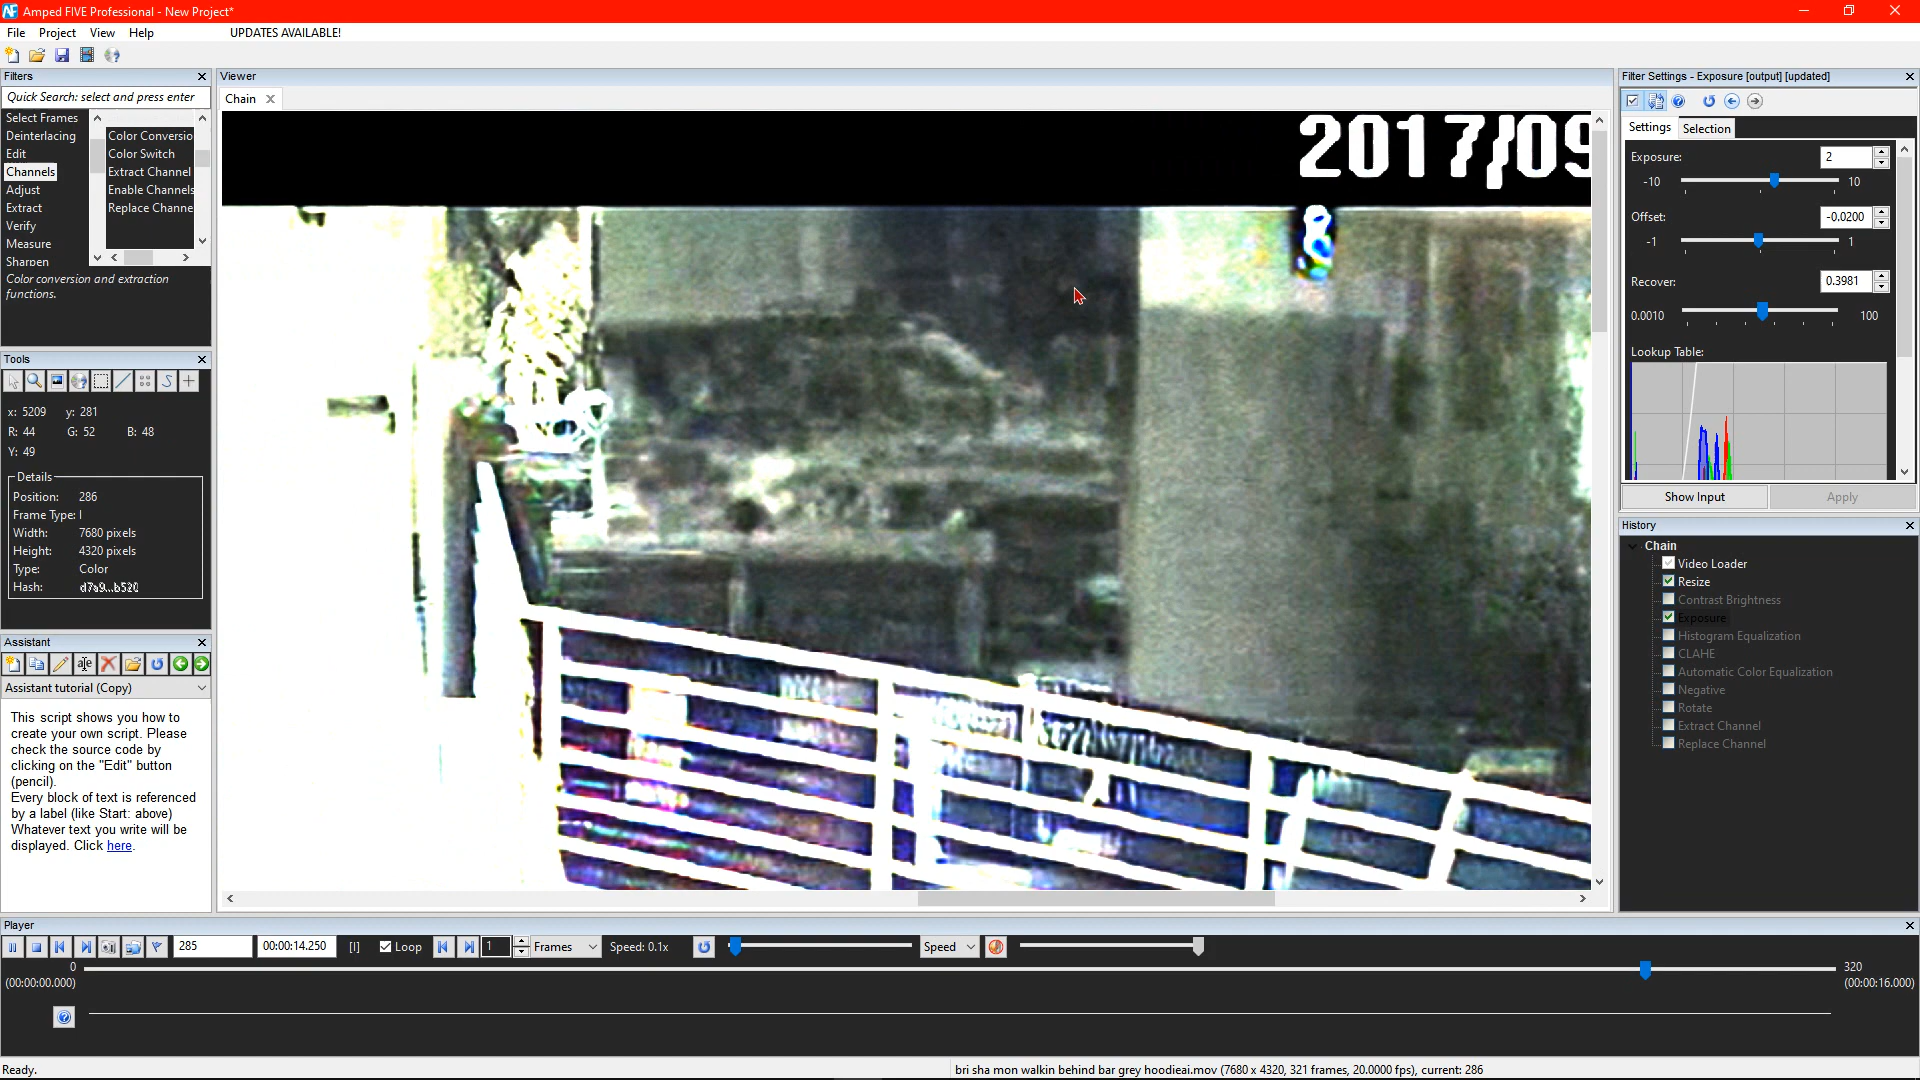 Amped FIVE Professional - New Project*
File Project View Help UPDATES AVAILABLE!
Filters
Quick Search: select and press enter
Select Frames
Deinterlacing
Edit
Channels
Adjust
Extract
Verify
Measure
Sharpen
Color Conversio
Color Switch
Extract Channel
Enable Channels
Replace Channe
Color conversion and extraction
functions.
Tools
x: 5209 y: 281
R: 44 G: 52 B: 48
Y: 49
Details
Position: 286
Frame Type: I
Width: 7680 pixels
Height: 4320 pixels
Type: Color
Hash: d7a9...b520
Assistant
Assistant tutorial (Copy)
This script shows you how to
create your own script. Please
check the source code by
clicking on the "Edit" button
(pencil).
Every block of text is referenced
by a label (like Start: above)
Whatever text you write will be
displayed. Click here.
Viewer
Chain
2017/09
Filter Settings - Exposure [output] [updated]
Settings Selection
Exposure: 2
-10 10
Offset: -0.0200
-1 1
Recover: 0.3981
0.0010 100
Lookup Table:
Show Input Apply
History
Chain
Video Loader
Resize
Contrast Brightness
Exposure
Histogram Equalization
CLAHE
Automatic Color Equalization
Negative
Rotate
Extract Channel
Replace Channel
Player
285 00:00:14.250 [I] Loop 1 Frames Speed: 0.1x Speed
0 320
(00:00:00.000) (00:00:16.000)
Ready. bri sha mon walkin behind bar grey hoodieai.mov (7680 x 4320, 321 frames, 20.0000 fps), current: 286